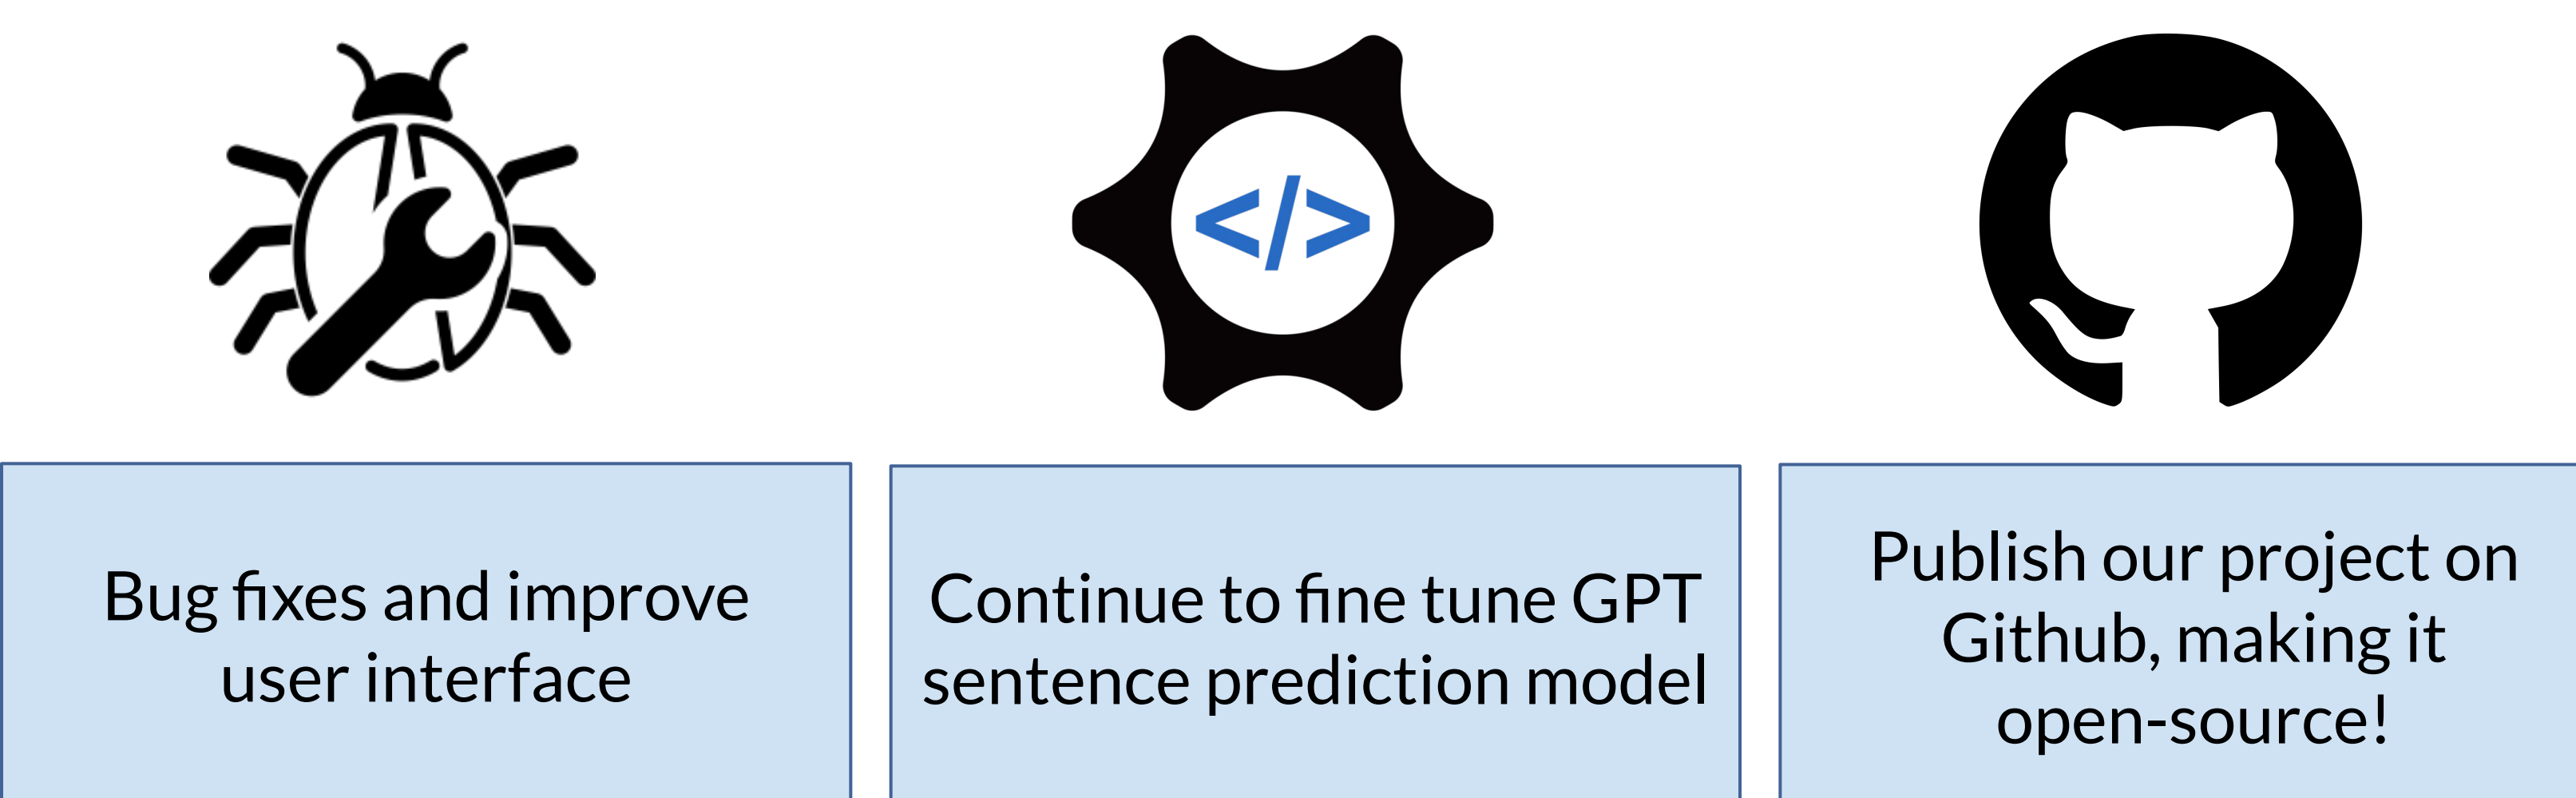 </>
Bug fixes and improve
user interface
Continue to fine tune GPT
sentence prediction model
Publish our project on
Github, making it
open-source!